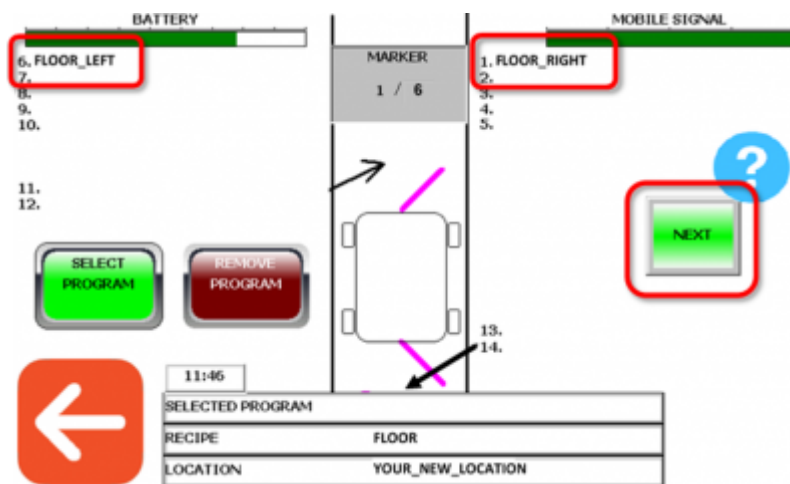 BATTERY
MOBILE SIGNAL
6. FLOOR_LEFT
7.
8.
9.
10.
11.
12.
MARKER
1 / 6
1. FLOOR_RIGHT
2.
3.
4.
5.
?
NEXT
SELECT
PROGRAM
REMOVE
PROGRAM
13.
14.
11:46
SELECTED PROGRAM
RECIPE FLOOR
LOCATION YOUR_NEW_LOCATION